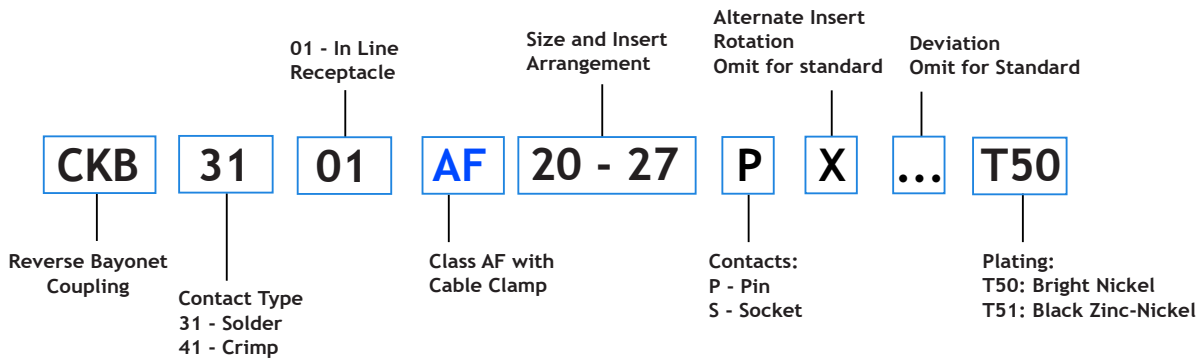 01 - In Line
Receptacle
Size and Insert
Arrangement
Alternate Insert
Rotation
Omit for standard
Deviation
Omit for Standard
CKB 31 01 AF 20 - 27 P X ... T50
Reverse Bayonet
Coupling
Contact Type
31 - Solder
41 - Crimp
Class AF with
Cable Clamp
Contacts:
P - Pin
S - Socket
Plating:
T50: Bright Nickel
T51: Black Zinc-Nickel